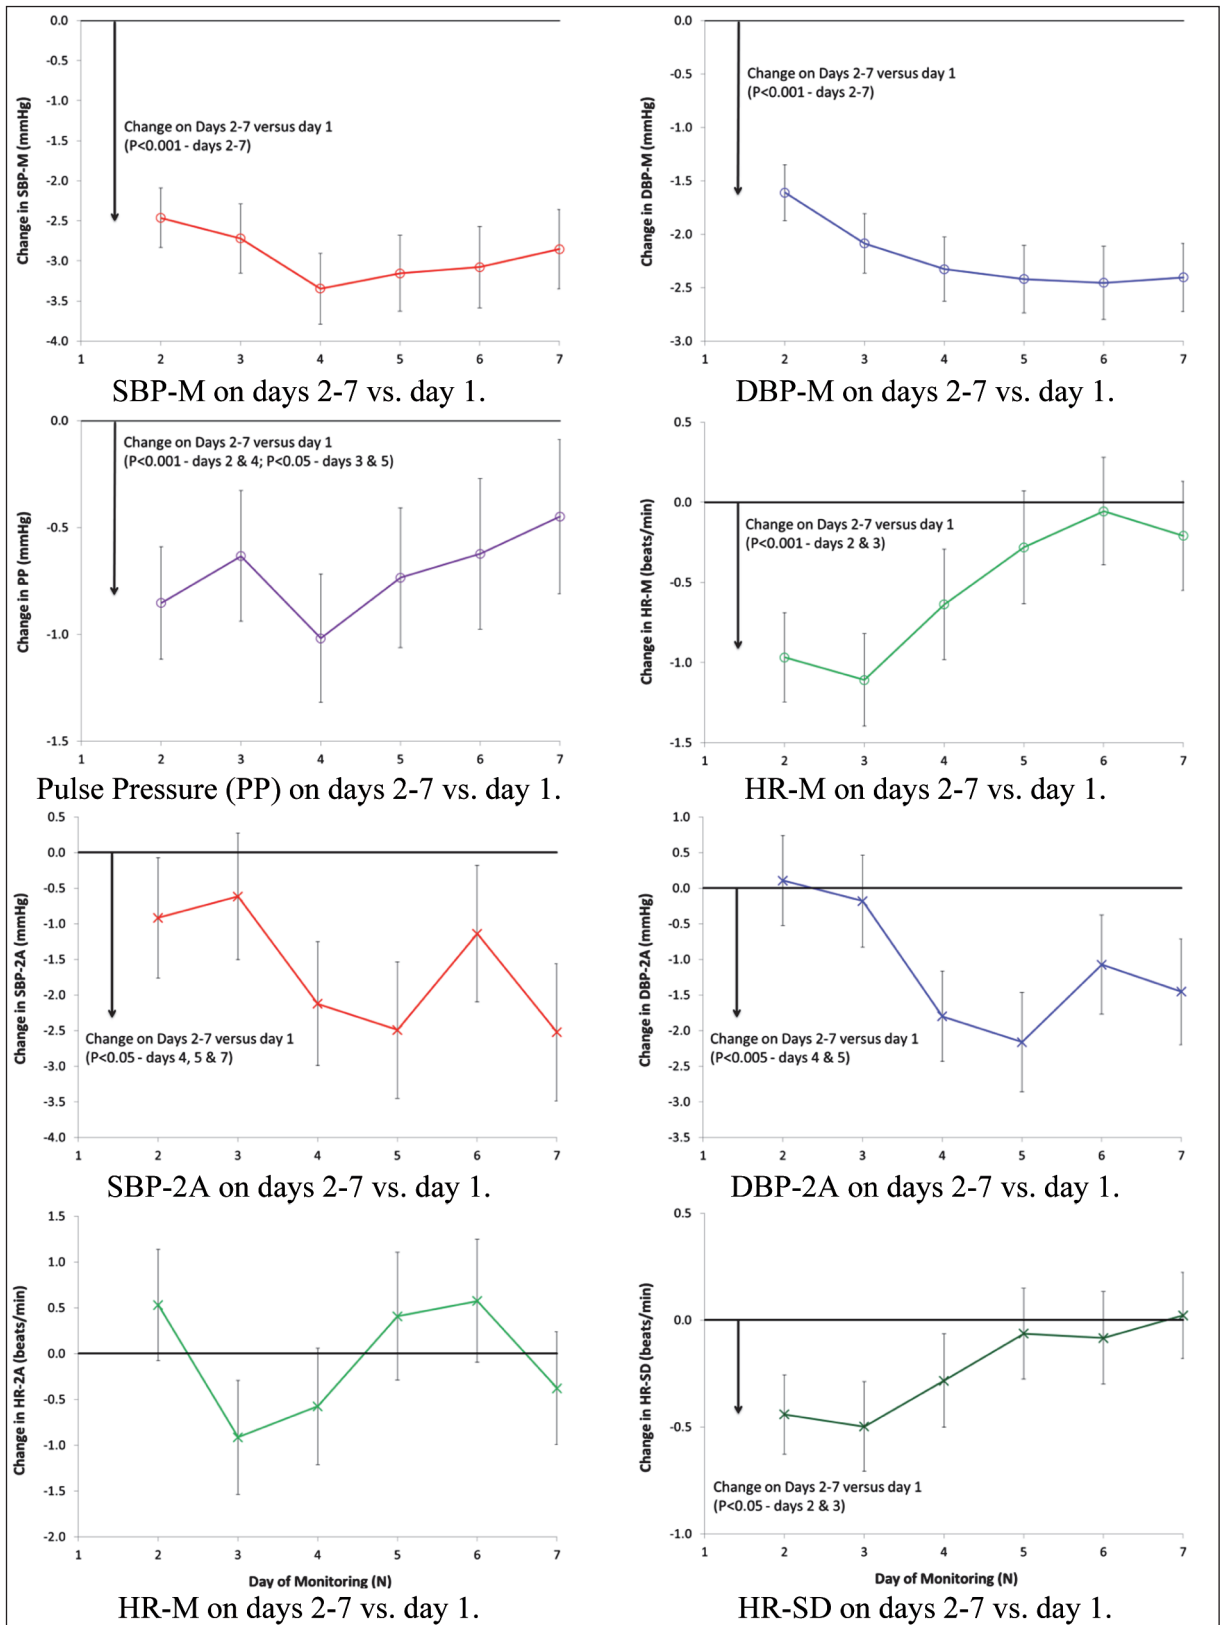 0.0
-0.5
-1.0
-1.5
-2.0
-2.5
-3.0
-3.5
-4.0
Change in SBP-M (mmHg)
Change on Days 2-7 versus day 1
(P<0.001 - days 2-7)
1 2 3 4 5 6 7
SBP-M on days 2-7 vs. day 1.
0.0
-0.5
-1.0
-1.5
-2.0
-2.5
-3.0
Change in DBP-M (mmHg)
Change on Days 2-7 versus day 1
(P<0.001 - days 2-7)
1 2 3 4 5 6 7
DBP-M on days 2-7 vs. day 1.
0.0
-0.5
-1.0
-1.5
Change in PP (mmHg)
Change on Days 2-7 versus day 1
(P<0.001 - days 2 & 4; P<0.05 - days 3 & 5)
1 2 3 4 5 6 7
Pulse Pressure (PP) on days 2-7 vs. day 1.
0.5
0.0
-0.5
-1.0
-1.5
Change in HR-M (beats/min)
Change on Days 2-7 versus day 1
(P<0.001 - days 2 & 3)
1 2 3 4 5 6 7
HR-M on days 2-7 vs. day 1.
0.5
0.0
-0.5
-1.0
-1.5
-2.0
-2.5
-3.0
-3.5
-4.0
Change in SBP-2A (mmHg)
Change on Days 2-7 versus day 1
(P<0.05 - days 4, 5 & 7)
1 2 3 4 5 6 7
SBP-2A on days 2-7 vs. day 1.
1.0
0.5
0.0
-0.5
-1.0
-1.5
-2.0
-2.5
-3.0
-3.5
Change in DBP-2A (mmHg)
Change on Days 2-7 versus day 1
(P<0.005 - days 4 & 5)
1 2 3 4 5 6 7
DBP-2A on days 2-7 vs. day 1.
1.5
1.0
0.5
0.0
-0.5
-1.0
-1.5
-2.0
Change in HR-2A (beats/min)
1 2 3 4 5 6 7
Day of Monitoring (N)
HR-M on days 2-7 vs. day 1.
0.5
0.0
-0.5
-1.0
Change in HR-SD (beats/min)
Change on Days 2-7 versus day 1
(P<0.05 - days 2 & 3)
1 2 3 4 5 6 7
Day of Monitoring (N)
HR-SD on days 2-7 vs. day 1.